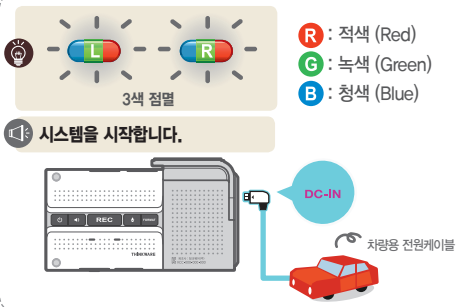 L
R
3색 점멸
R : 적색 (Red)
G : 녹색 (Green)
B : 청색 (Blue)
시스템을 시작합니다.
REC
FORMAT
THINKWARE
DC-IN
차량용 전원케이블